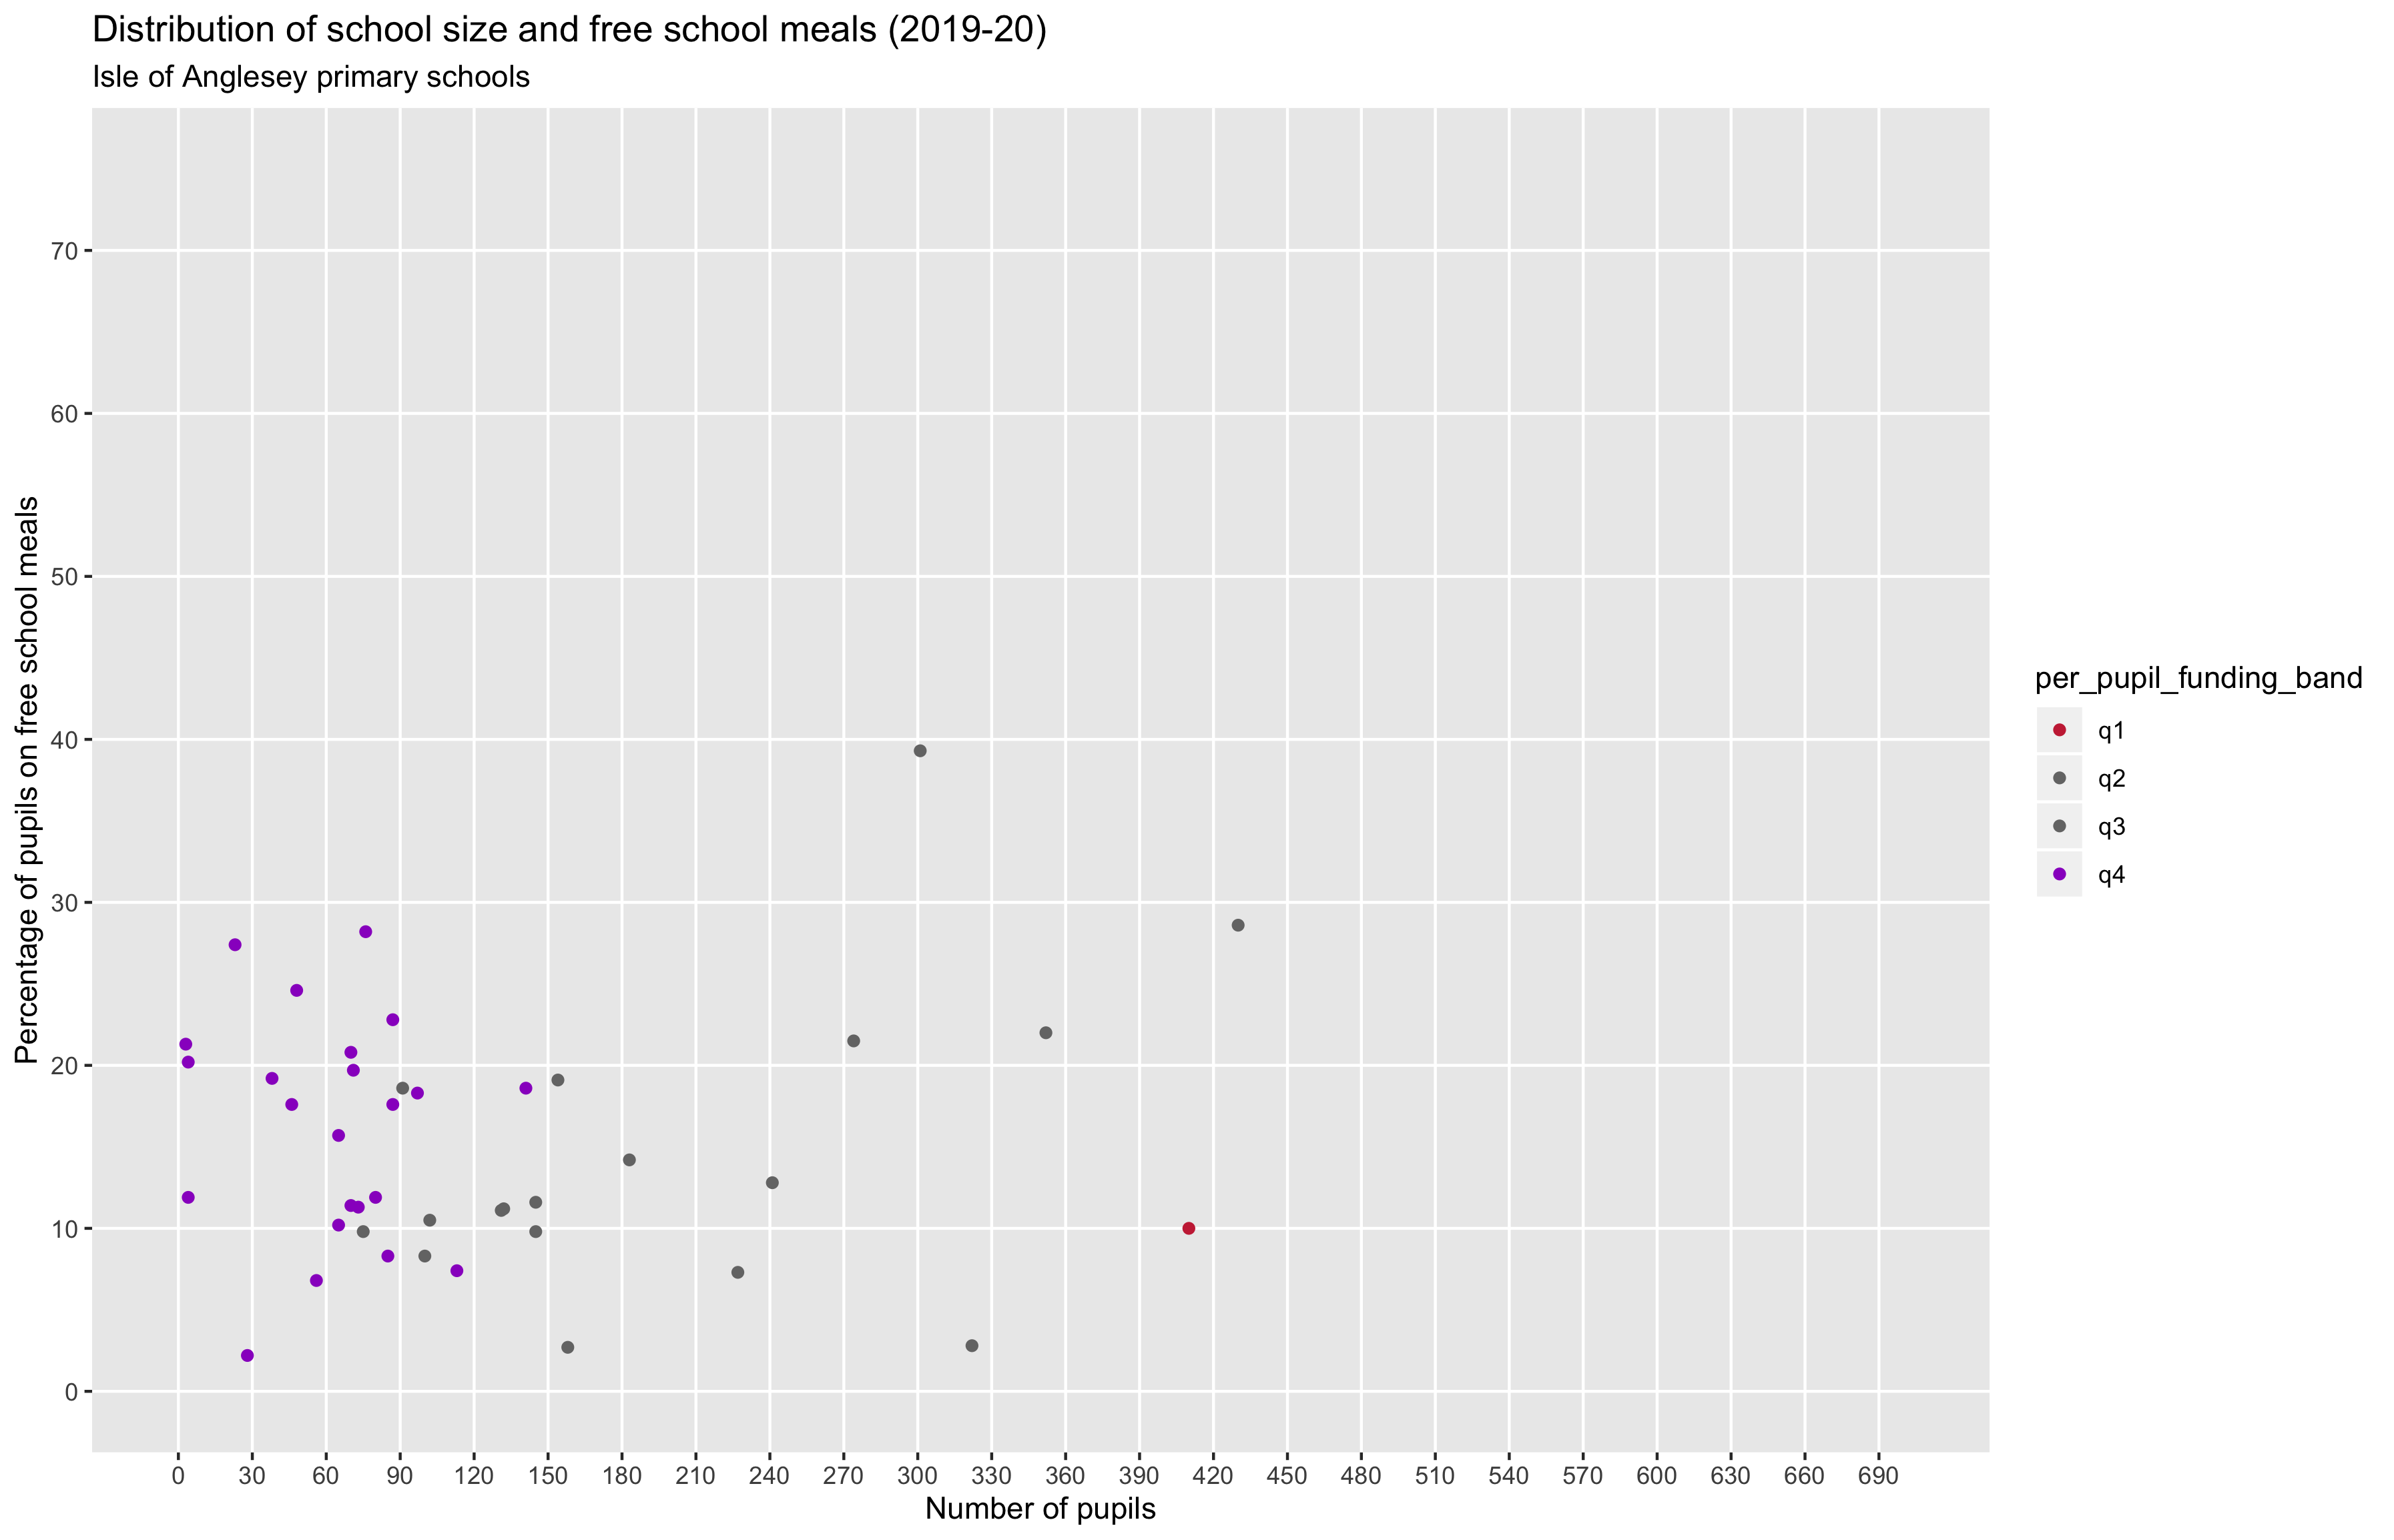 Distribution of school size and free school meals (2019-20)
Isle of Anglesey primary schools
Percentage of pupils on free school meals
70
60
50
40
30
20
10
0
0 30 60 90 120 150 180 210 240 270 300 330 360 390 420 450 480 510 540 570 600 630 660 690
Number of pupils
per_pupil_funding_band
q1
q2
q3
q4